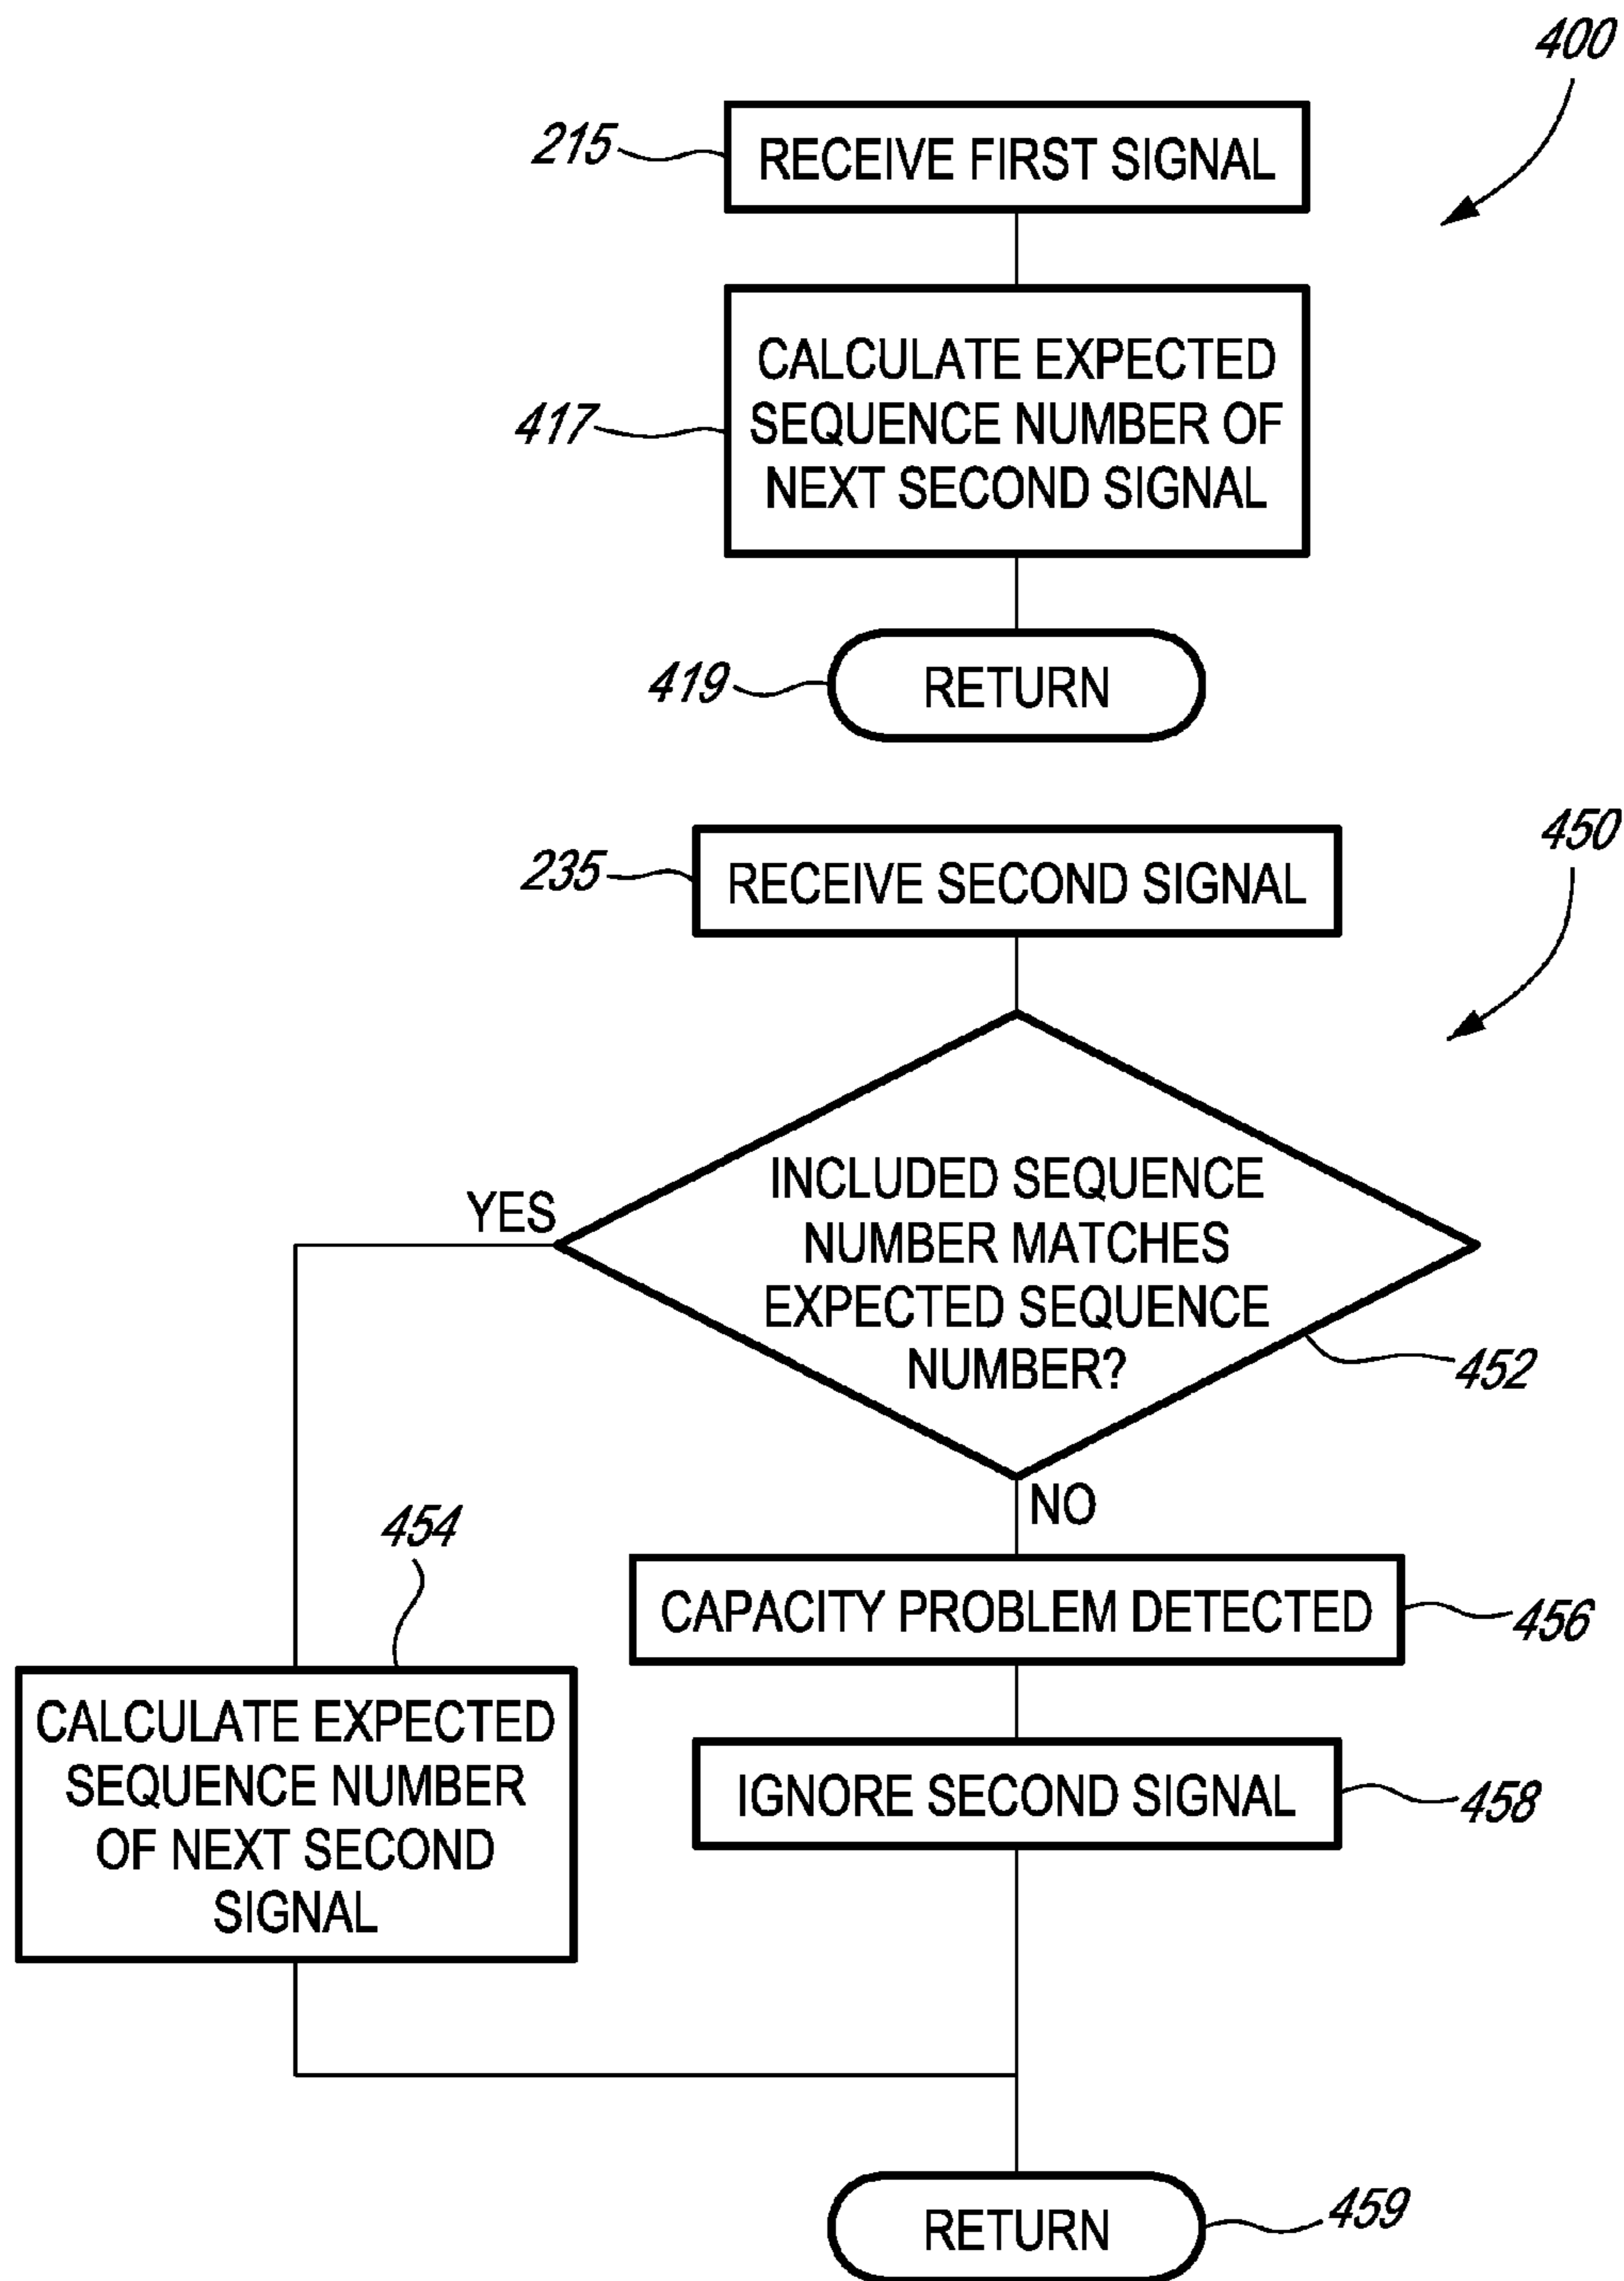 400
215
RECEIVE FIRST SIGNAL
417
CALCULATE EXPECTED
SEQUENCE NUMBER OF
NEXT SECOND SIGNAL
419
RETURN
450
235
RECEIVE SECOND SIGNAL
YES
INCLUDED SEQUENCE
NUMBER MATCHES
EXPECTED SEQUENCE
NUMBER?
452
NO
454
CAPACITY PROBLEM DETECTED
456
CALCULATE EXPECTED
SEQUENCE NUMBER
OF NEXT SECOND
SIGNAL
IGNORE SECOND SIGNAL
458
RETURN
459